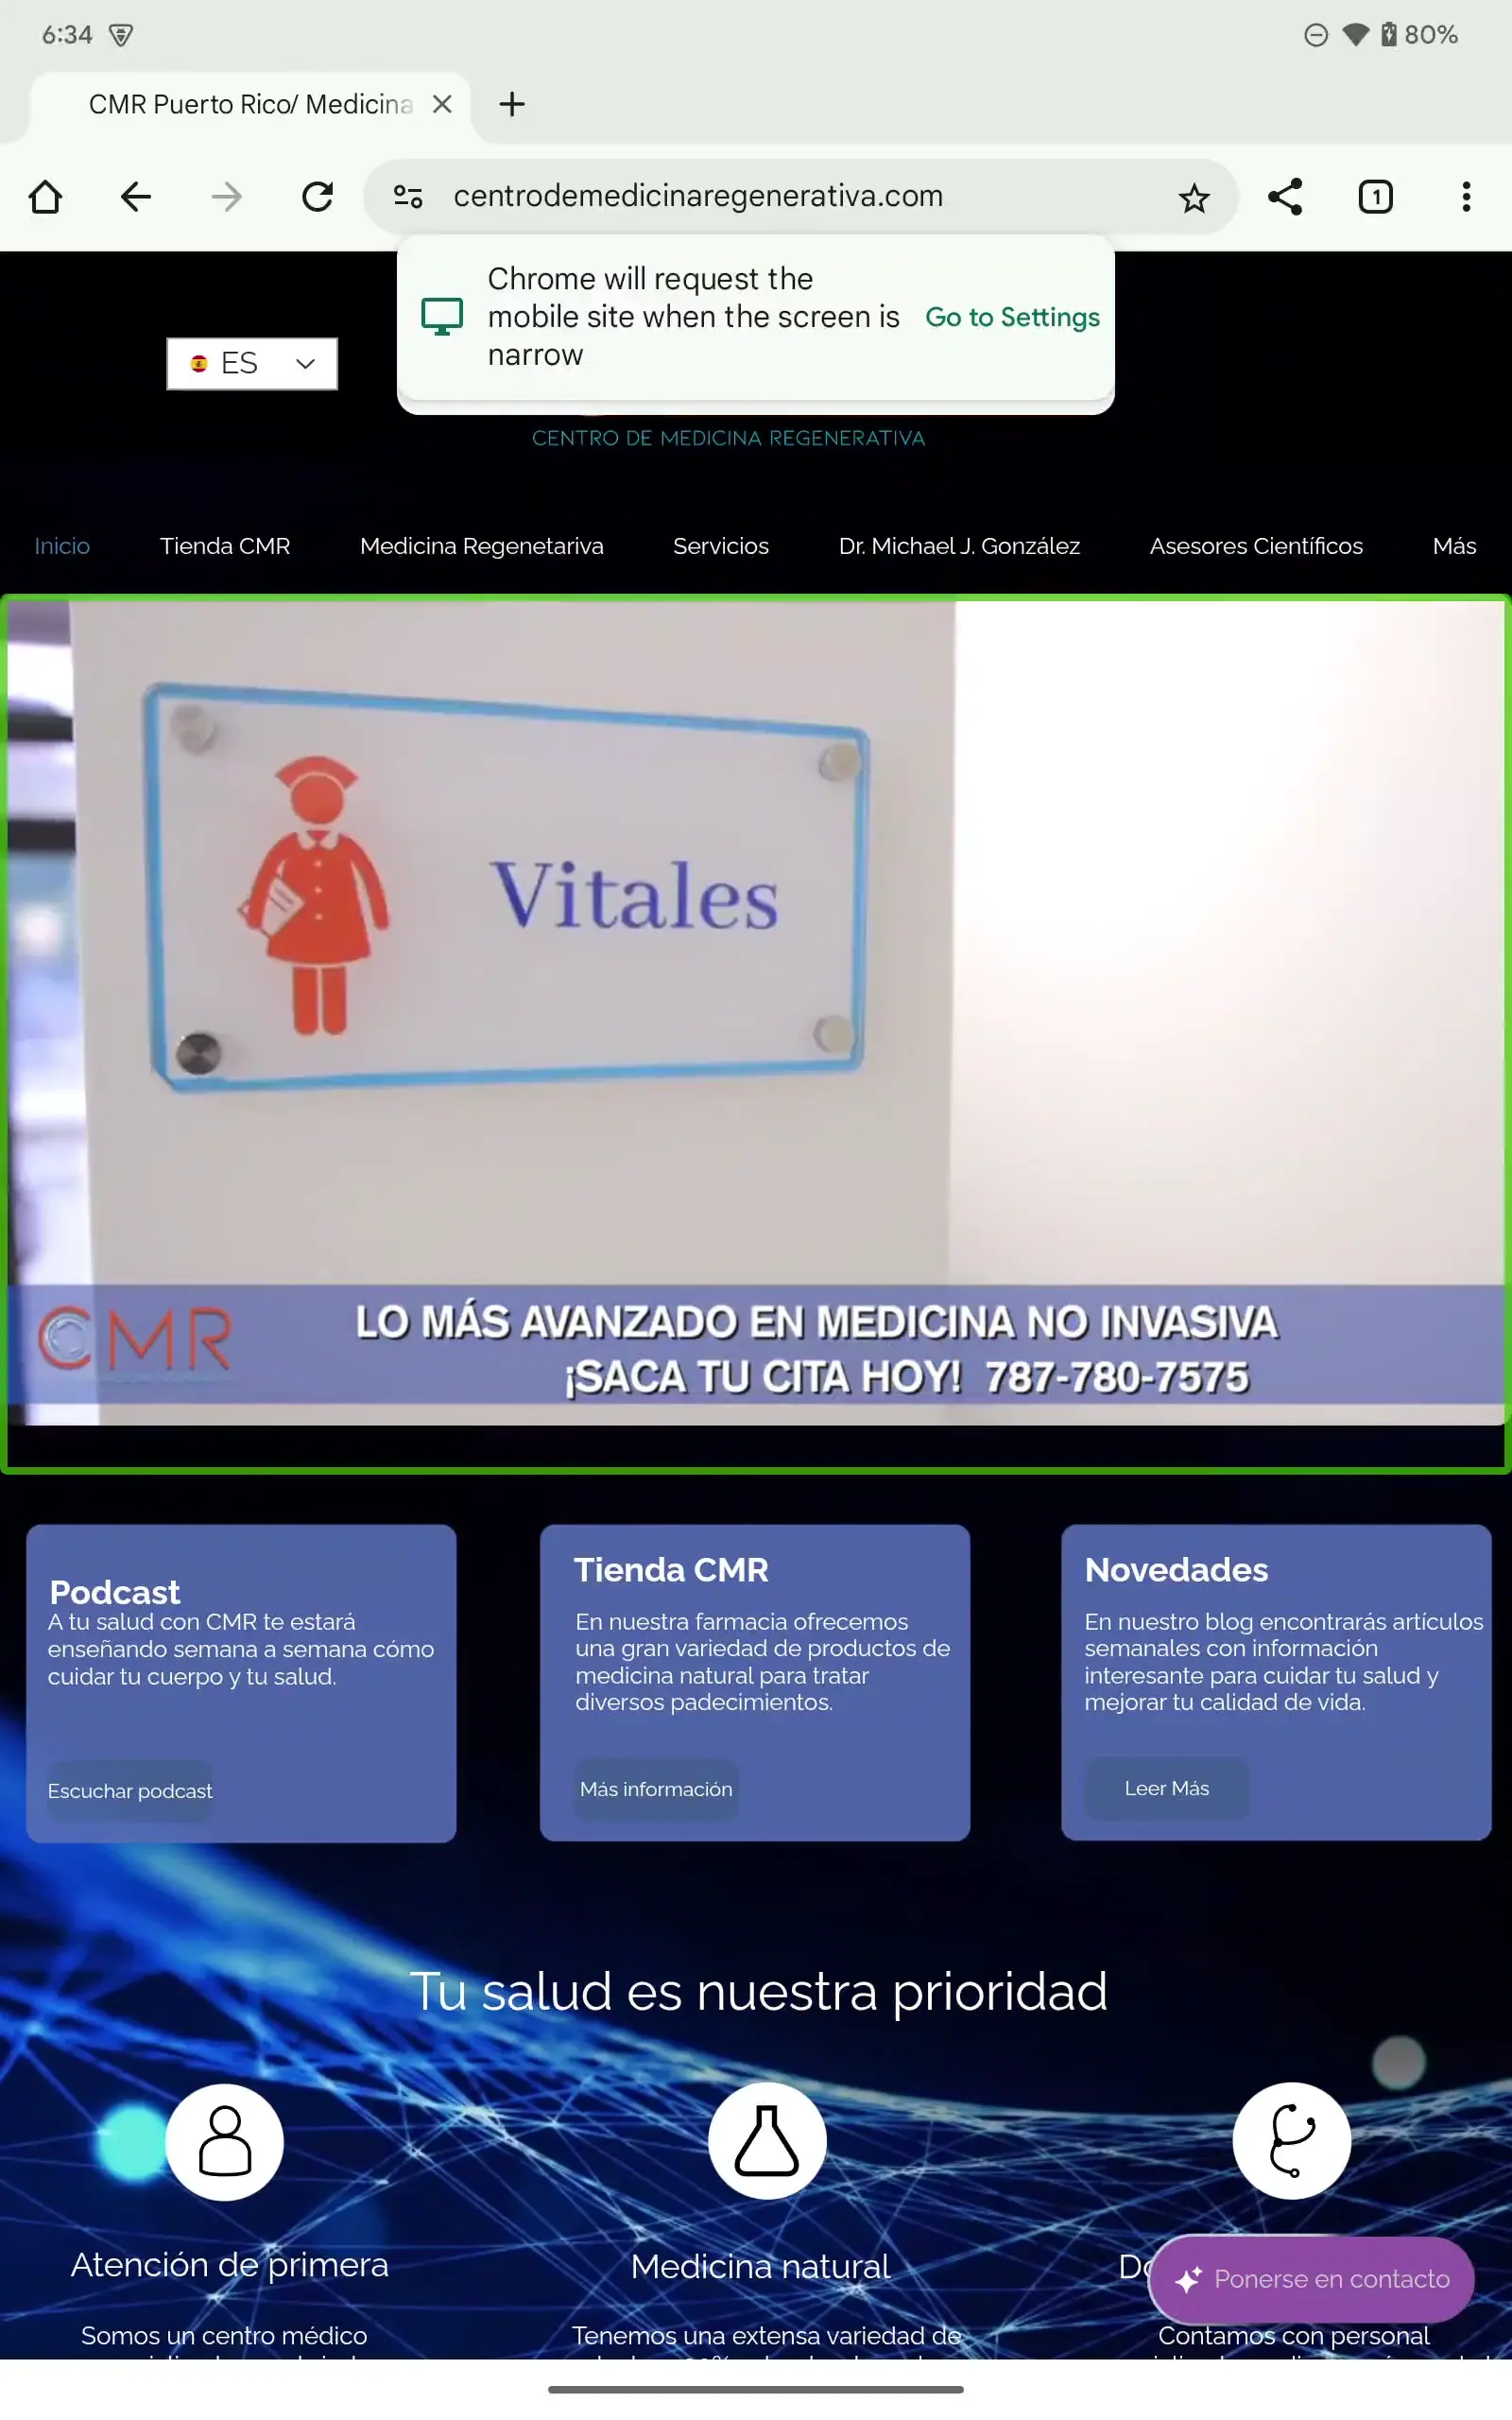 6:34
80%
CMR Puerto Rico/ Medicina
centrodemedicinaregenerativa.com
1
Chrome will request the
mobile site when the screen is
narrow
Go to Settings
ES
CENTRO DE MEDICINA REGENERATIVA
Inicio
Tienda CMR
Medicina Regenetariva
Servicios
Dr. Michael J. González
Asesores Científicos
Más
Vitales
CMR
LO MÁS AVANZADO EN MEDICINA NO INVASIVA
¡SACA TU CITA HOY! 787-780-7575
Podcast
A tu salud con CMR te estará
enseñando semana a semana cómo
cuidar tu cuerpo y tu salud.
Escuchar podcast
Tienda CMR
En nuestra farmacia ofrecemos
una gran variedad de productos de
medicina natural para tratar
diversos padecimientos.
Más información
Novedades
En nuestro blog encontrarás artículos
semanales con información
interesante para cuidar tu salud y
mejorar tu calidad de vida.
Leer Más
Tu salud es nuestra prioridad
Atención de primera
Somos un centro médico
Medicina natural
Tenemos una extensa variedad de
Ponerse en contacto
Contamos con personal